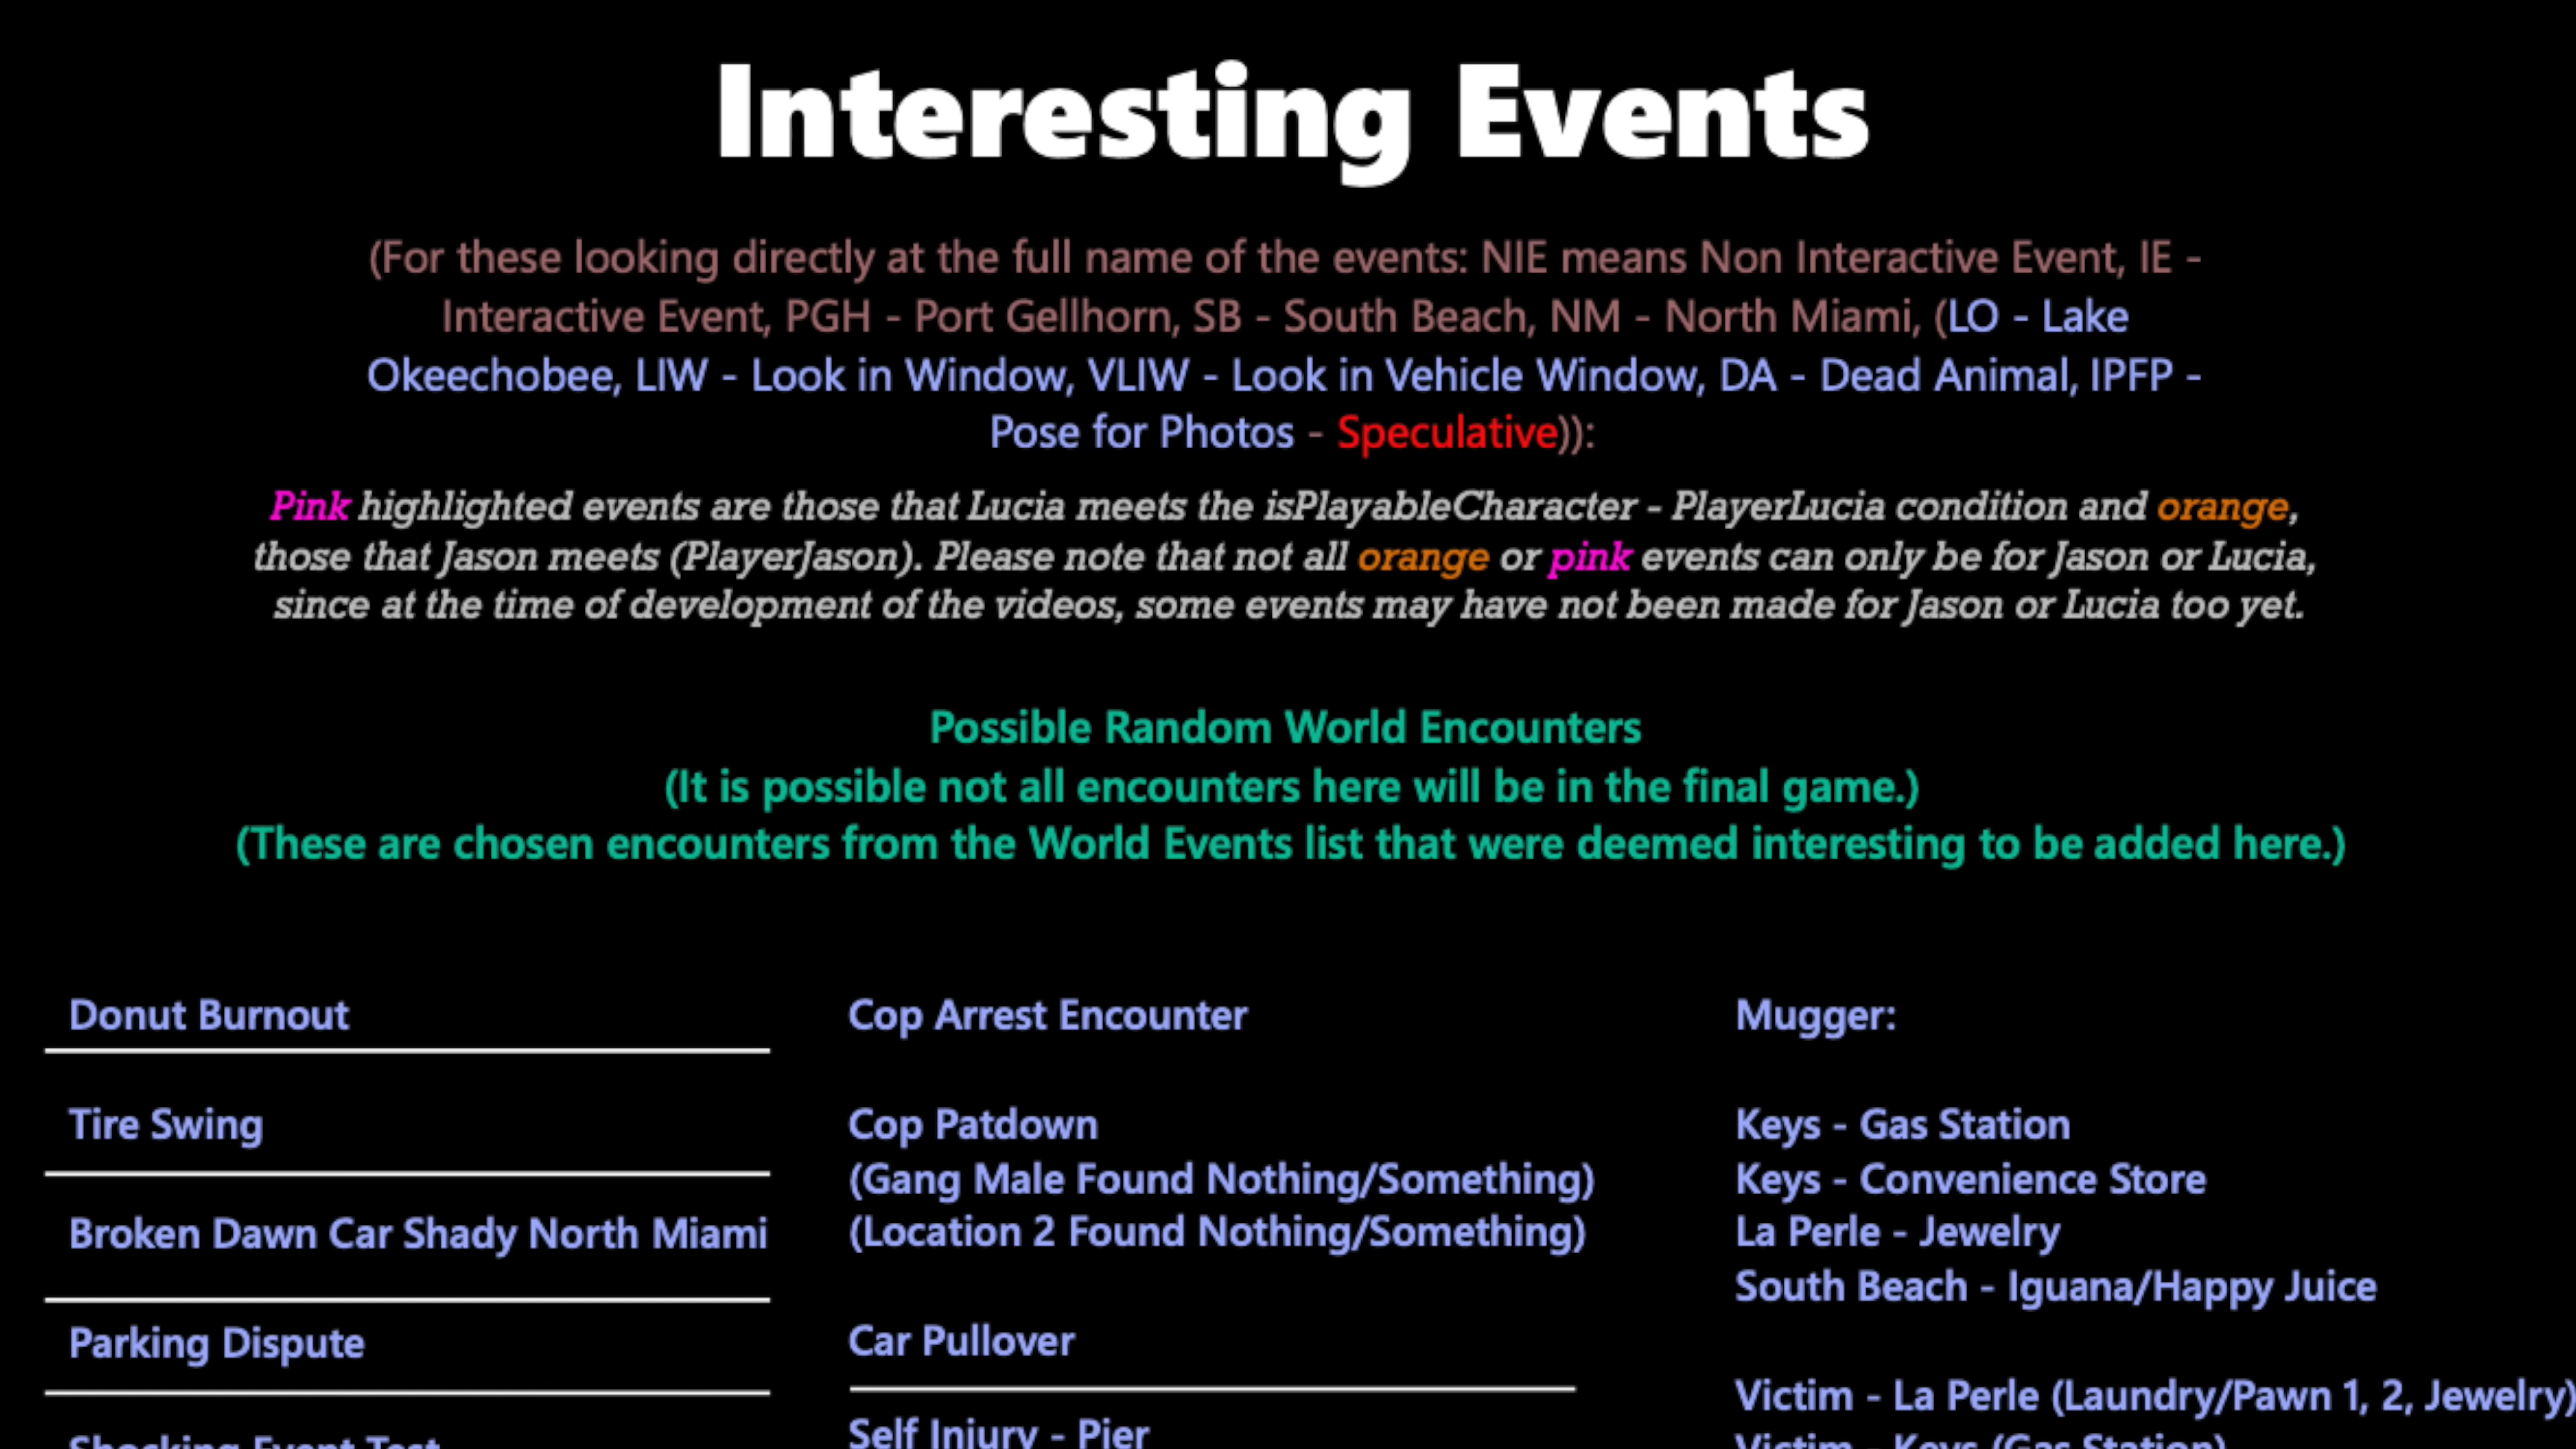 Interesting Events
(For these looking directly at the full name of the events: NIE means Non Interactive Event, IE -
Interactive Event, PGH - Port Gellhorn, SB - South Beach, NM - North Miami, (LO - Lake
Okeechobee, LIW - Look in Window, VLIW - Look in Vehicle Window, DA - Dead Animal, IPFP -
Pose for Photos - Speculative)):
Pink highlighted events are those that Lucia meets the isPlayableCharacter - PlayerLucia condition and orange,
those that Jason meets (PlayerJason). Please note that not all orange or pink events can only be for Jason or Lucia,
since at the time of development of the videos, some events may have not been made for Jason or Lucia too yet.
Possible Random World Encounters
(It is possible not all encounters here will be in the final game.)
(These are chosen encounters from the World Events list that were deemed interesting to be added here.)
Donut Burnout
Tire Swing
Broken Dawn Car Shady North Miami
Parking Dispute
Shocking Event Test
Cop Arrest Encounter
Cop Patdown
(Gang Male Found Nothing/Something)
(Location 2 Found Nothing/Something)
Car Pullover
Self Injury - Pier
Mugger:
Keys - Gas Station
Keys - Convenience Store
La Perle - Jewelry
South Beach - Iguana/Happy Juice
Victim - La Perle (Laundry/Pawn 1, 2, Jewelry)
Victim - Keys (Gas Station)